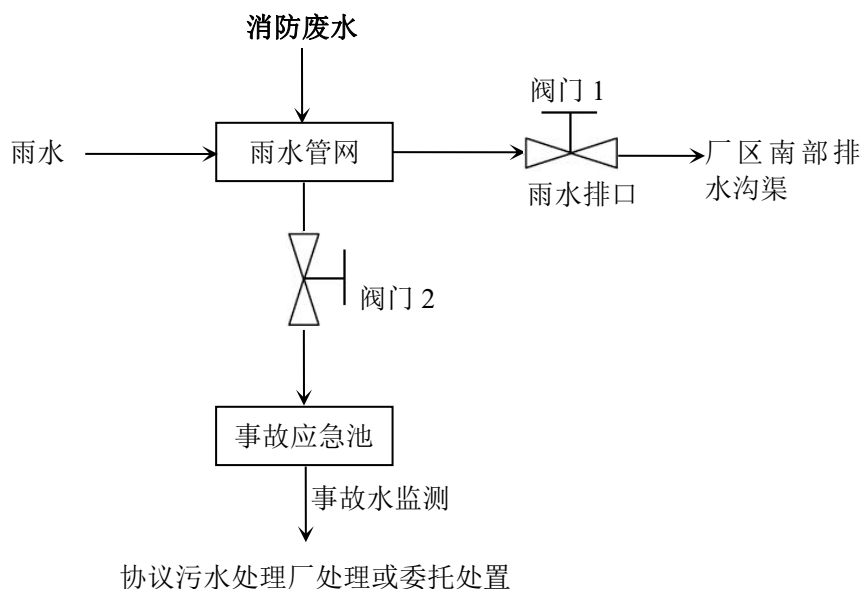 消防废水
阀门 1
雨水
雨水管网
厂区南部排
水沟渠
雨水排口
阀门 2
事故应急池
事故水监测
协议污水处理厂处理或委托处置